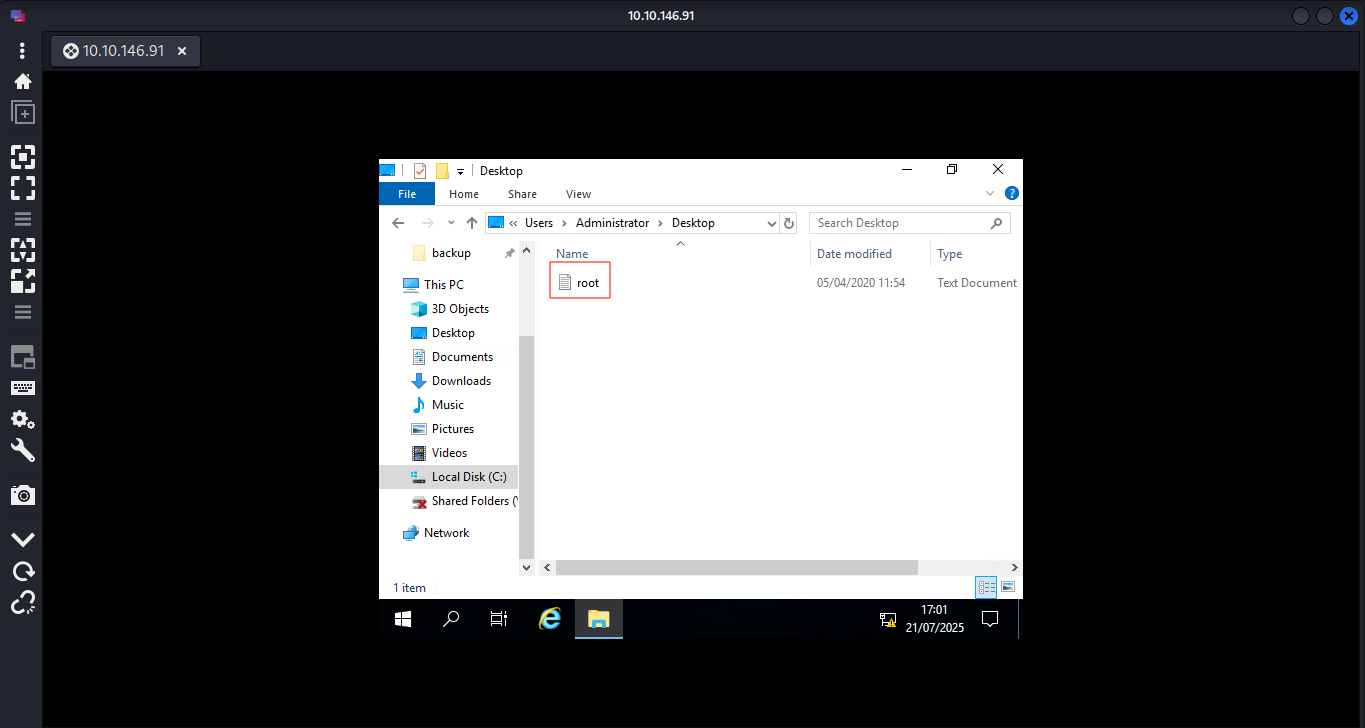 10.10.146.91
10.10.146.91
Desktop
File Home Share View
« Users > Administrator > Desktop
Search Desktop
backup
This PC
3D Objects
Desktop
Documents
Downloads
Music
Pictures
Videos
Local Disk (C:)
Shared Folders (
Network
Name Date modified Type
root 05/04/2020 11:54 Text Document
1 item
17:01
21/07/2025